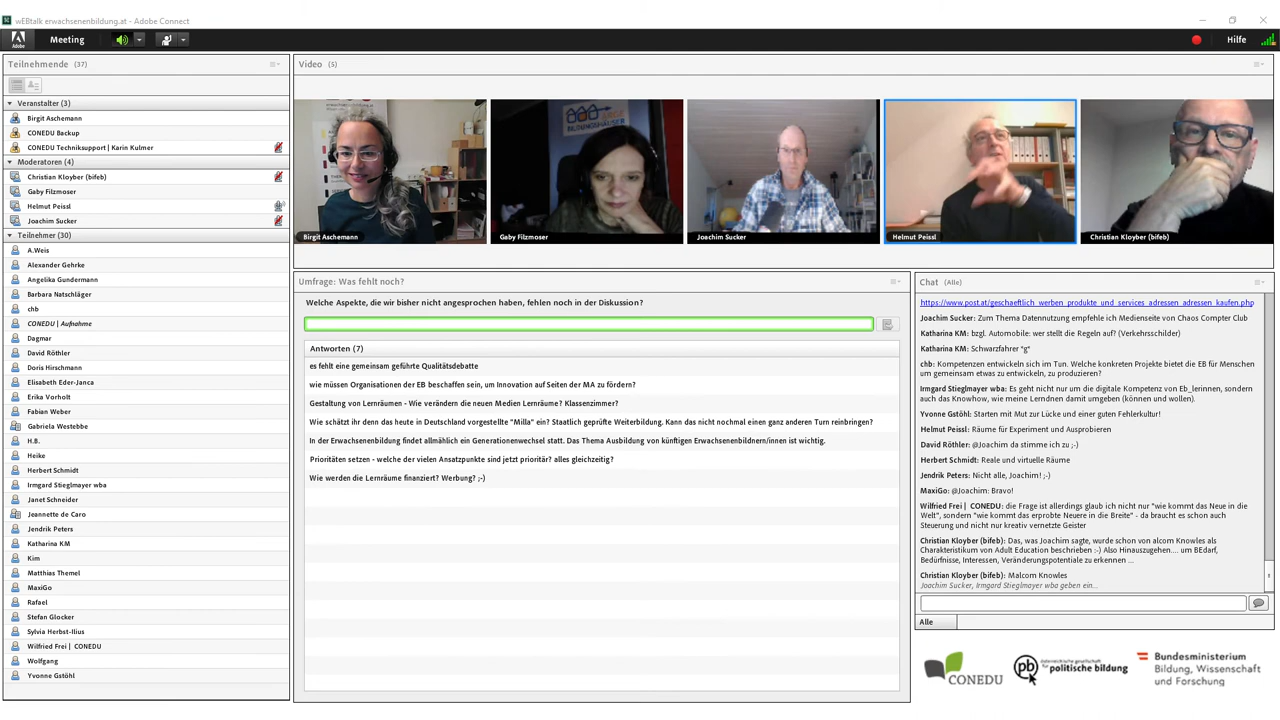 wEBtalk erwachsenenbildung.at - Adobe Connect
Adobe
Meeting
Hilfe
Teilnehmende (37)
Veranstalter (3)
Birgit Aschemann
CONEDU Backup
CONEDU Techniksupport | Karin Kulmer
Moderatoren (4)
Christian Kloyber (bifeb)
Gaby Filzmoser
Helmut Peissl
Joachim Sucker
Teilnehmer (30)
A.Weis
Alexander Gehrke
Angelika Gundermann
Barbara Natschläger
chb
CONEDU | Aufnahme
Dagmar
David Röthler
Doris Hirschmann
Elisabeth Eder-Janca
Erika Vorholt
Fabian Weber
Gabriela Westebbe
H.B.
Heike
Herbert Schmidt
Irmgard Stieglmayer wba
Janet Schneider
Jeannette de Caro
Jendrik Peters
Katharina KM
Kim
Matthias Themel
MaxiGo
Rafael
Stefan Glocker
Sylvia Herbst-Ilius
Wilfried Frei | CONEDU
Wolfgang
Yvonne Gstöhl
Video (5)
BILDUNGSHÄUSER
Birgit Aschemann
Gaby Filzmoser
Joachim Sucker
Helmut Peissl
Christian Kloyber (bifeb)
Umfrage: Was fehlt noch?
Welche Aspekte, die wir bisher nicht angesprochen haben, fehlen noch in der Diskussion?
Antworten (7)
es fehlt eine gemeinsam geführte Qualitätsdebatte
wie müssen Organisationen der EB beschaffen sein, um Innovation auf Seiten der MA zu fördern?
Gestaltung von Lernräumen - Wie verändern die neuen Medien Lernräume? Klassenzimmer?
Wie schätzt ihr denn das heute in Deutschland vorgestellte "Milla" ein? Staatlich geprüfte Weiterbildung. Kann das nicht nochmal einen ganz anderen Turn reinbringen?
In der Erwachsenenbildung findet allmählich ein Generationenwechsel statt. Das Thema Ausbildung von künftigen Erwachsenenbildnern/innen ist wichtig.
Prioritäten setzen - welche der vielen Ansatzpunkte sind jetzt prioritär? alles gleichzeitig?
Wie werden die Lernräume finanziert? Werbung? ;-)
Chat (Alle)
https://www.post.at/geschaeftlich_werben_produkte_und_services_adressen_adressen_kaufen.php
Joachim Sucker: Zum Thema Datennutzung empfehle ich Medienseite von Chaos Compter Club
Katharina KM: bzgl. Automobile: wer stellt die Regeln auf? (Verkehrsschilder)
Katharina KM: Schwarzfahrer *g*
chb: Kompetenzen entwickeln sich im Tun. Welche konkreten Projekte bietet die EB für Menschen
um gemeinsam etwas zu entwickeln, zu produzieren?
Irmgard Stieglmayer wba: Es geht nicht nur um die digitale Kompetenz von Eb_lerinnen, sondern
auch das Knowhow, wie meine Lerndnen damit umgeben (können und wollen).
Yvonne Gstöhl: Starten mit Mut zur Lücke und einer guten Fehlerkultur!
Helmut Peissl: Räume für Experiment und Ausprobieren
David Röthler: @Joachim da stimme ich zu ;-)
Herbert Schmidt: Reale und virtuelle Räume
Jendrik Peters: Nicht alle, Joachim! ;-)
MaxiGo: @Joachim: Bravo!
Wilfried Frei | CONEDU: die Frage ist allerdings glaub ich nicht nur "wie kommt das Neue in die
Welt", sondern "wie kommt das erprobte Neuere in die Breite" - da braucht es schon auch
Steuerung und nicht nur kreativ vernetzte Geister
Christian Kloyber (bifeb): Das, was Joachim sagte, wurde schon von alcom Knowles als
Charakteristikum von Adult Education beschrieben :-) Also Hinauszugehen.... um BEdarf,
Bedürfnisse, Interessen, Veränderungspotentiale zu erkennen ...
Christian Kloyber (bifeb): Malcom Knowles
Joachim Sucker, Irmgard Stieglmayer wba geben ein...
Alle
CONEDU
pb
österreichische gesellschaft für
politische bildung
Bundesministerium
Bildung, Wissenschaft
und Forschung